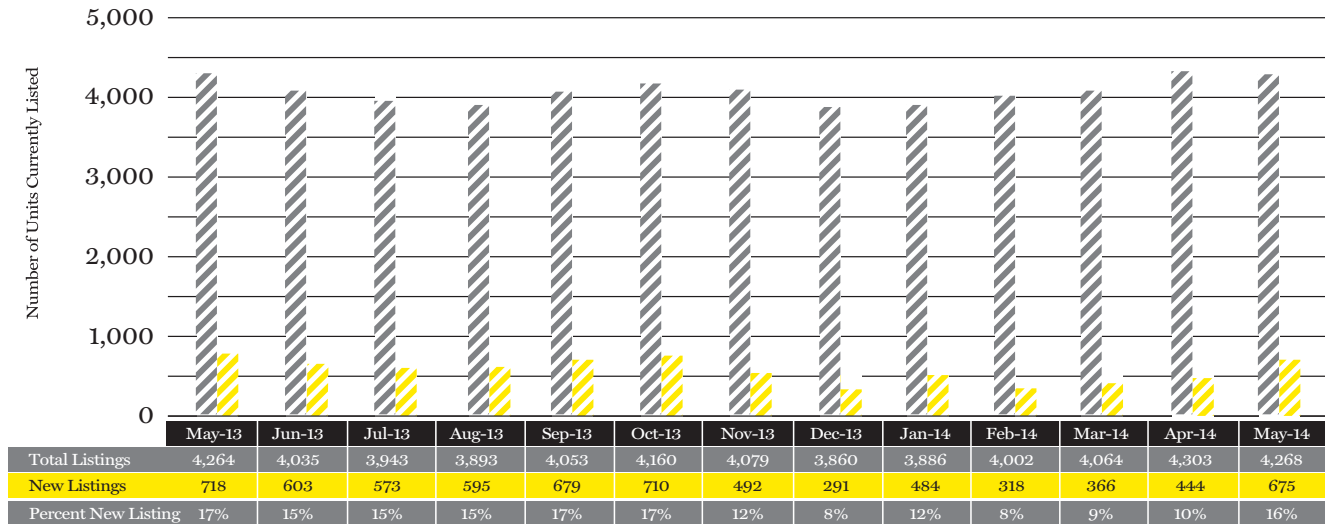 Number of Units Currently Listed
5,000
4,000
3,000
2,000
1,000
0
May-13 Jun-13 Jul-13 Aug-13 Sep-13 Oct-13 Nov-13 Dec-13 Jan-14 Feb-14 Mar-14 Apr-14 May-14
Total Listings 4,264 4,035 3,943 3,893 4,053 4,160 4,079 3,860 3,886 4,002 4,064 4,303 4,268
New Listings 718 603 573 595 679 710 492 291 484 318 366 444 675
Percent New Listing 17% 15% 15% 15% 17% 17% 12% 8% 12% 8% 9% 10% 16%